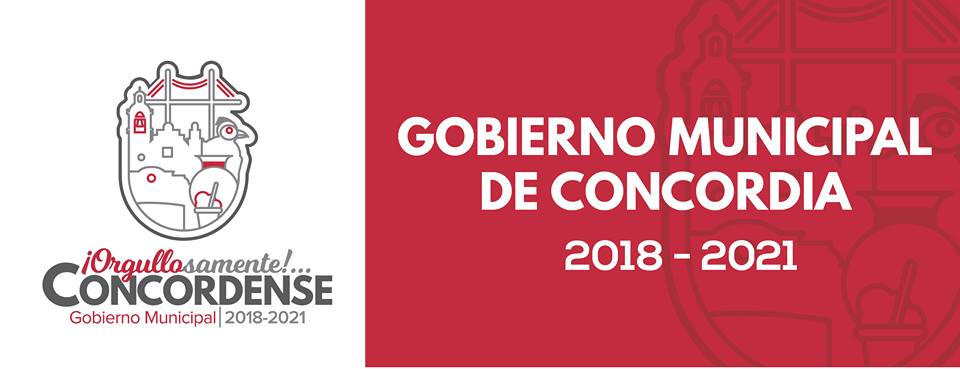 ¡Orgullosamente!...
CONCORDENSE
Gobierno Municipal | 2018-2021
GOBIERNO MUNICIPAL
DE CONCORDIA
2018 - 2021